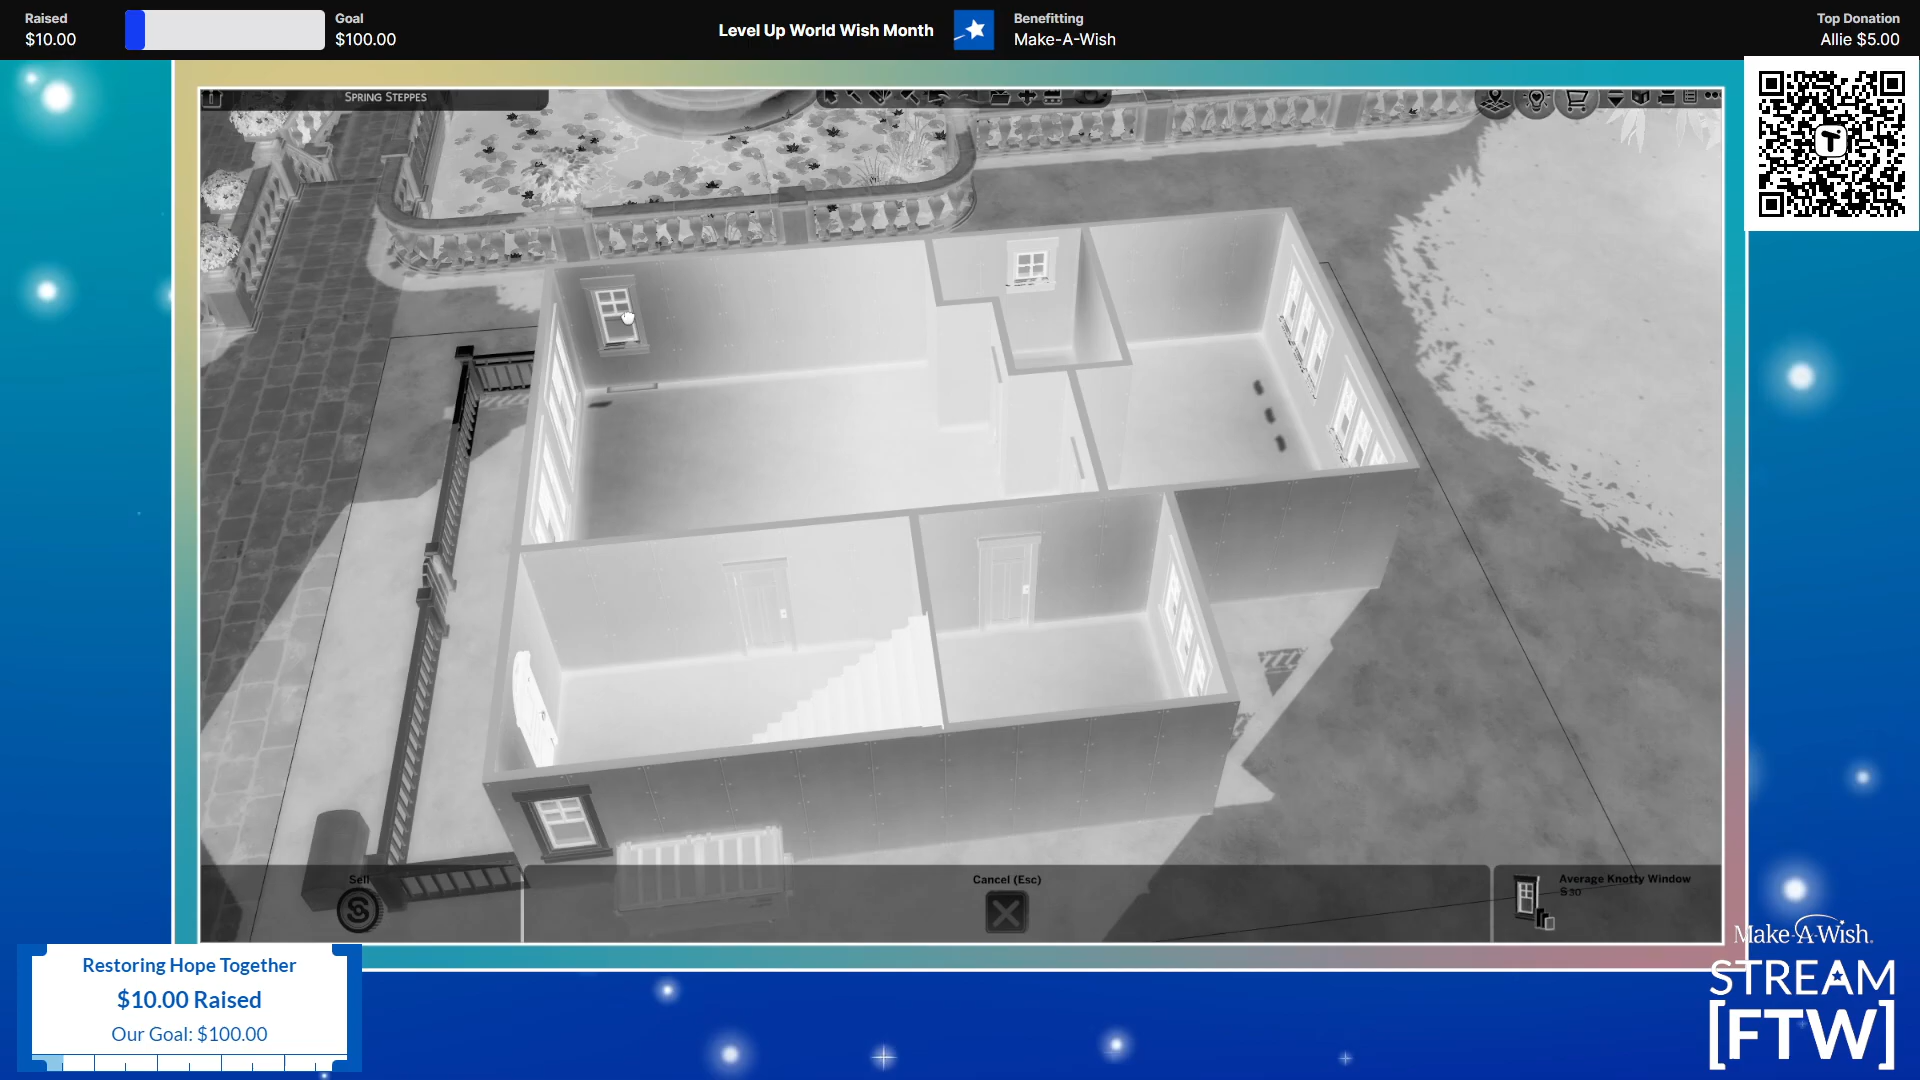 Raised
$10.00
Goal
$100.00
Level Up World Wish Month
Benefitting
Make-A-Wish
Top Donation
Allie $5.00
SPRING STEPPES
T
Sell
Cancel (Esc)
Average Knotty Window
§30
Restoring Hope Together
$10.00 Raised
Our Goal: $100.00
Make-A-Wish.
STREAM
[FTW]